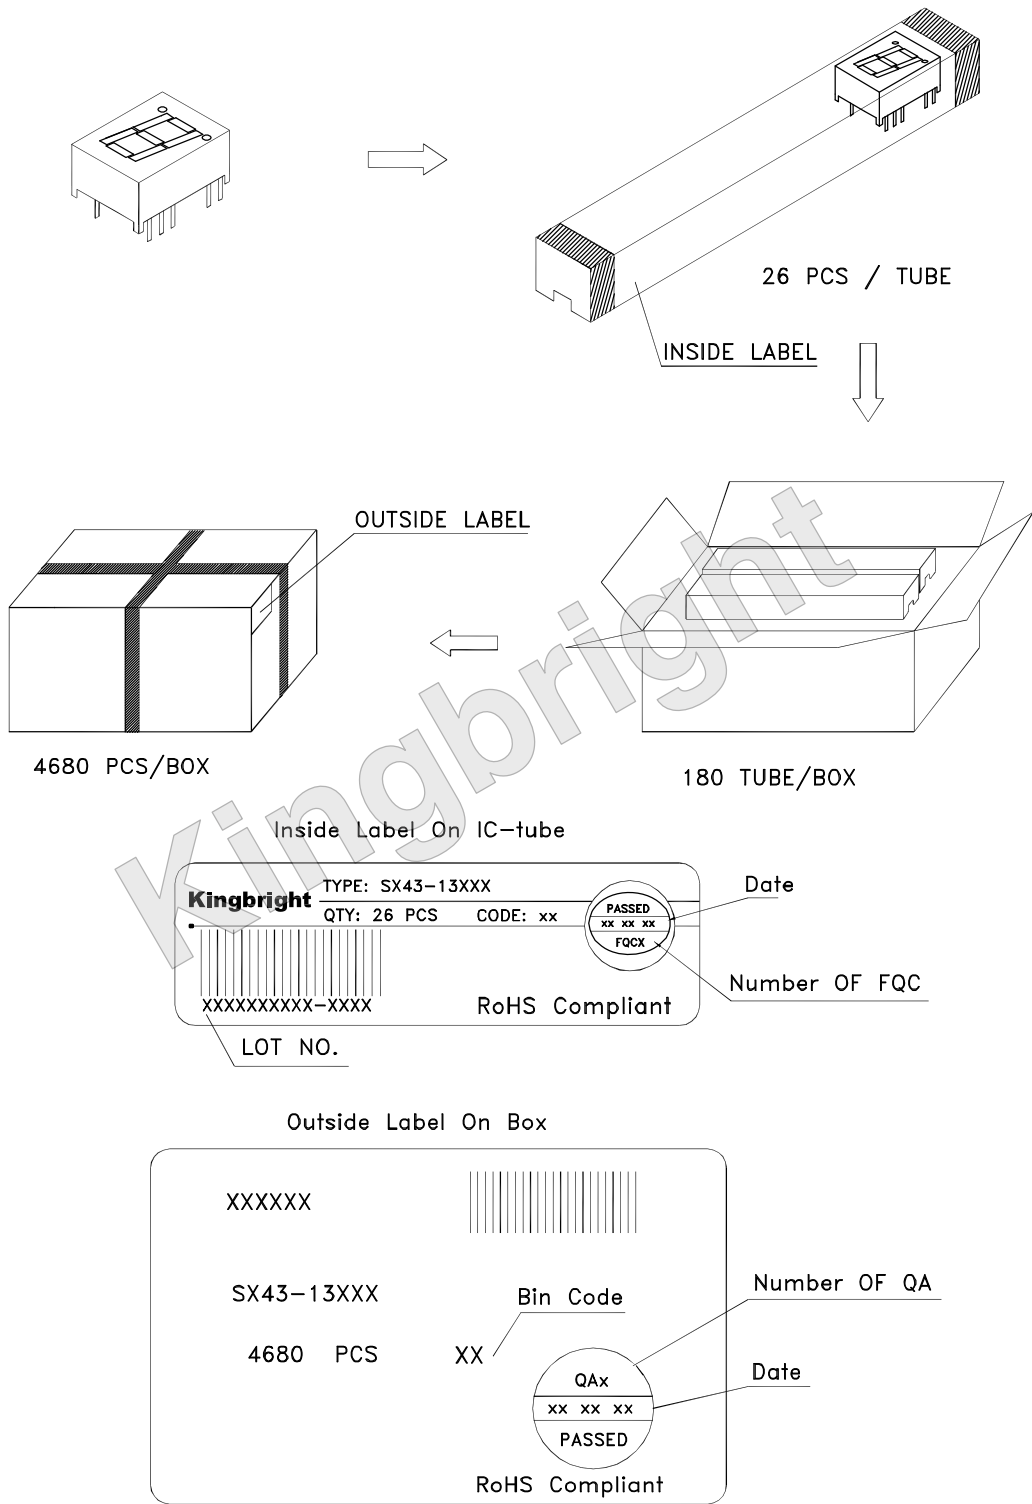 26 PCS / TUBE
INSIDE LABEL
OUTSIDE LABEL
4680 PCS/BOX
180 TUBE/BOX
Kingbright
Inside Label On IC-tube
Kingbright
TYPE: SX43-13XXX
QTY: 26 PCS CODE: xx
PASSED
xx xx xx
FQCX
Date
Number OF FQC
XXXXXXXXXX-XXXX
RoHS Compliant
LOT NO.
Outside Label On Box
XXXXXX
SX43-13XXX
Bin Code
Number OF QA
4680 PCS XX
QAx
xx xx xx
PASSED
Date
RoHS Compliant